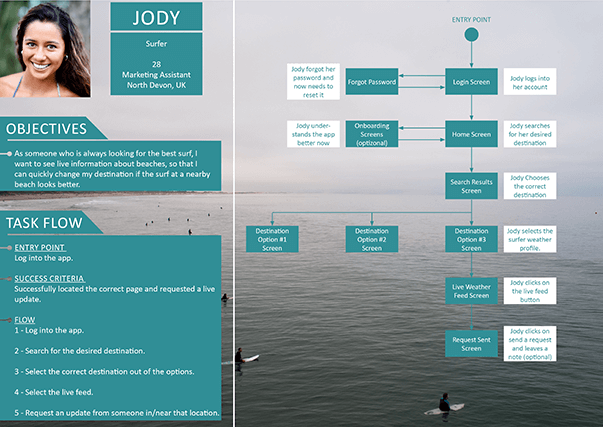 JODY
Surfer
28
Marketing Assistant
North Devon, UK
OBJECTIVES
As someone who is always looking for the best surf, I
want to see live information about beaches, so that I
can quickly change my destination if the surf at a nearby
beach looks better.
TASK FLOW
ENTRY POINT
Log into the app.
SUCCESS CRITERIA
Successfully located the correct page and requested a live
update.
FLOW
1 - Log into the app.
2 - Search for the desired destination.
3 - Select the correct destination out of the options.
4 - Select the live feed.
5 - Request an update from someone in/near that location.
ENTRY POINT
Jody forgot her
password and
now needs to
reset it
Forgot Password
Login Screen
Jody logs into
her account
Jody under-
stands the app
better now
Onboarding
Screens
(optizonal)
Home Screen
Jody searches
for her desired
destination
Search Results
Screen
Jody Chooses
the correct
destination
Destination
Option #1
Screen
Destination
Option #2
Screen
Destination
Option #3
Screen
Jody selects the
surfer weather
profile.
Live Weather
Feed Screen
Jody clicks on
the live feed
button
Request Sent
Screen
Jody clicks on
send a request
and leaves a
note (optional)